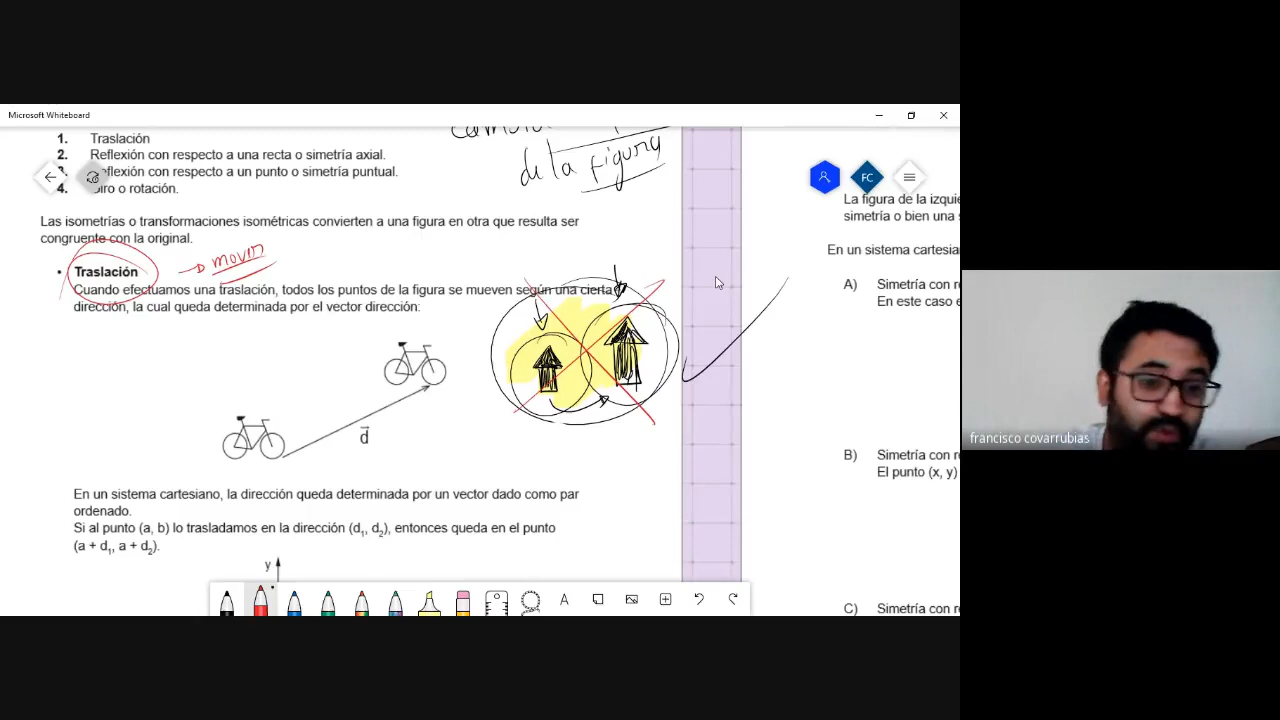 Microsoft Whiteboard
1. Traslación
2. Reflexión con respecto a una recta o simetría axial.
eflexión con respecto a un punto o simetría puntual.
4. Giro o rotación.
de la figura
Las isometrías o transformaciones isométricas convierten a una figura en otra que resulta ser
congruente con la original.
→ mover
• Traslación
Cuando efectuamos una traslación, todos los puntos de la figura se mueven según una cierta
dirección, la cual queda determinada por el vector dirección:
d
En un sistema cartesiano, la dirección queda determinada por un vector dado como par
ordenado.
Si al punto (a, b) lo trasladamos en la dirección (d₁, d₂), entonces queda en el punto
(a + d₁, a + d₂).
y
A
FC
La figura de la izquie
simetría o bien una
En un sistema cartesian
A) Simetría con r
En este caso e
B) Simetría con r
El punto (x, y)
C) Simetría con r
francisco covarrubias